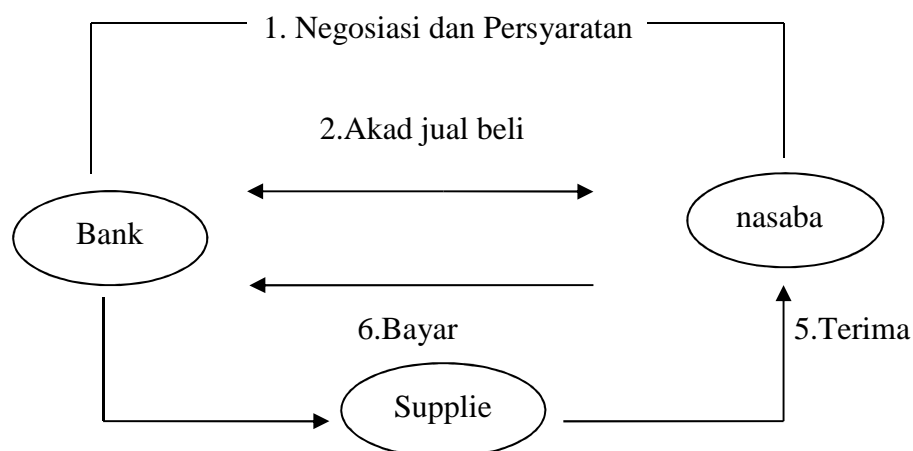 1. Negosiasi dan Persyaratan
2.Akad jual beli
Bank
nasaba
6.Bayar
5.Terima
Supplie